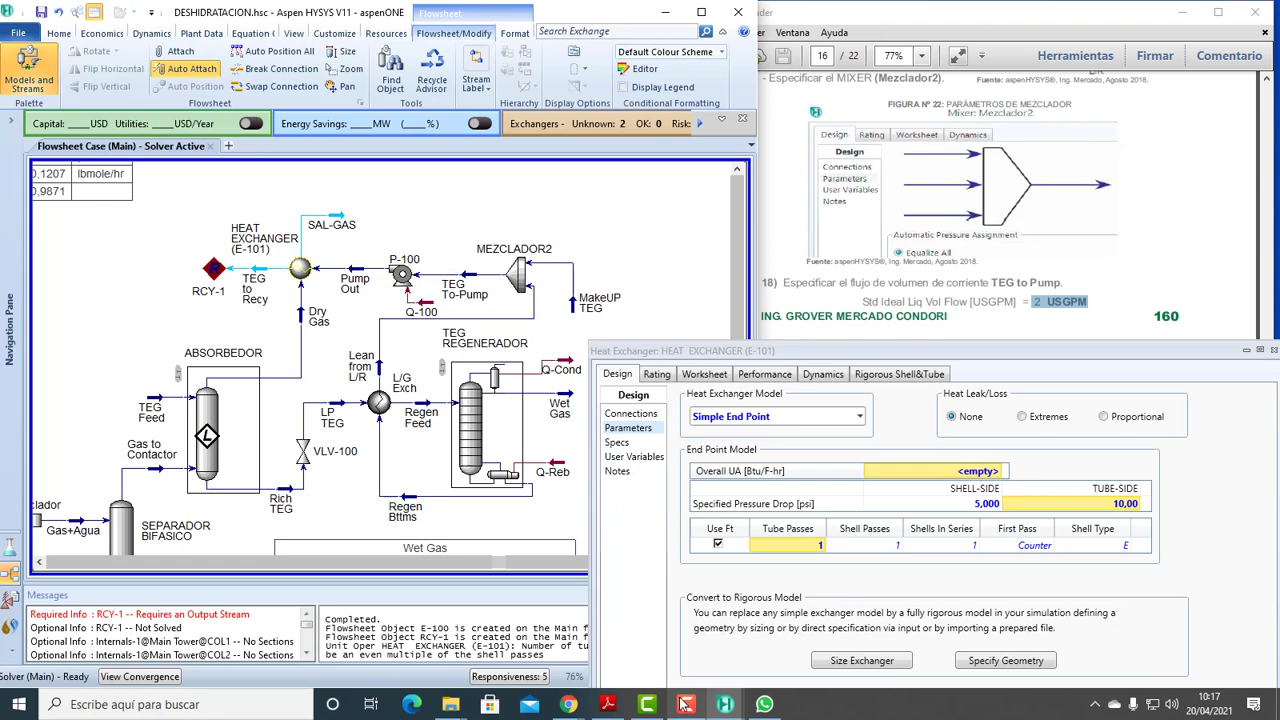 DESHIDRATACION.hsc - Aspen HYSYS V11 - aspenONE
Flowsheet
File Home Economics Dynamics Plant Data Equation View Customize Resources Flowsheet/Modify Format Search Exchange
Models and Streams
Palette
Rotate
Flip Horizontal
Flip Vertical
Attach
Auto Attach
Auto Position
Auto Position All
Break Connection
Swap Connection
Size
Zoom
Pan
Flowsheet
Find Object
Recycle Advisor
Tools
Stream Label
Hierarchy
Display Options
Default Colour Scheme
Editor
Display Legend
Conditional Formatting
Capital: ____USD Utilities: ____USD/Year
Energy Savings: ____MW (____%)
Exchangers - Unknown: 2 OK: 0 Risk:
Flowsheet Case (Main) - Solver Active
Navigation Pane
0,1207 lbmole/hr
0,9871
HEAT EXCHANGER (E-101)
SAL-GAS
RCY-1
TEG to Recy
Pump Out
P-100
Q-100
TEG To-Pump
MEZCLADOR2
MakeUP TEG
Dry Gas
ABSORBEDOR
TEG Feed
Gas to Contactor
Rich TEG
LP TEG
VLV-100
Lean from L/R
L/G Exch
Regen Feed
TEG REGENERADOR
Q-Cond
Wet Gas
Q-Reb
Regen Bttms
clador
Gas+Agua
SEPARADOR BIFASICO
Wet Gas
Messages
Required Info : RCY-1 -- Requires an Output Stream
Optional Info : RCY-1 -- Not Solved
Optional Info : Internals-1@Main Tower@COL1 -- No Sections
Optional Info : Internals-1@Main Tower@COL2 -- No Sections
Completed.
Flowsheet Object E-100 is created on the Main f
Flowsheet Object RCY-1 is created on the Main f
Unit Oper HEAT EXCHANGER (E-101): Number of tu
be an even multiple of the shell passes
Solver (Main) - Ready
View Convergence
Responsiveness: 5
76%
der
Ventana Ayuda
16 / 22 77%
Herramientas Firmar Comentario
- Especificar el MIXER (Mezclador2).
Fuente: aspenHYSYS®, Ing. Mercado, Agosto 2018.
FIGURA Nº 22: PARÁMETROS DE MEZCLADOR
Mixer: Mezclador2
Design Rating Worksheet Dynamics
Design
Connections
Parameters
User Variables
Notes
Automatic Pressure Assignment
Equalize All
Fuente: aspenHYSYS®, Ing. Mercado, Agosto 2018.
18) Especificar el flujo de volumen de corriente TEG to Pump.
Std Ideal Liq Vol Flow [USGPM] = 2 USGPM
ING. GROVER MERCADO CONDORI 160
Heat Exchanger: HEAT EXCHANGER (E-101)
Design Rating Worksheet Performance Dynamics Rigorous Shell&Tube
Design
Connections
Parameters
Specs
User Variables
Notes
Heat Exchanger Model
Simple End Point
Heat Leak/Loss
None Extremes Proportional
End Point Model
Overall UA [Btu/F-hr] <empty>
SHELL-SIDE TUBE-SIDE
Specified Pressure Drop [psi] 5,000 10,00
Use Ft Tube Passes Shell Passes Shells In Series First Pass Shell Type
1 1 1 Counter E
Convert to Rigorous Model
You can replace any simple exchanger model by a fully rigorous model in your simulation defining a
geometry by sizing or by direct specification via input or by importing a prepared file.
Size Exchanger Specify Geometry
Escribe aquí para buscar
10:17
20/04/2021